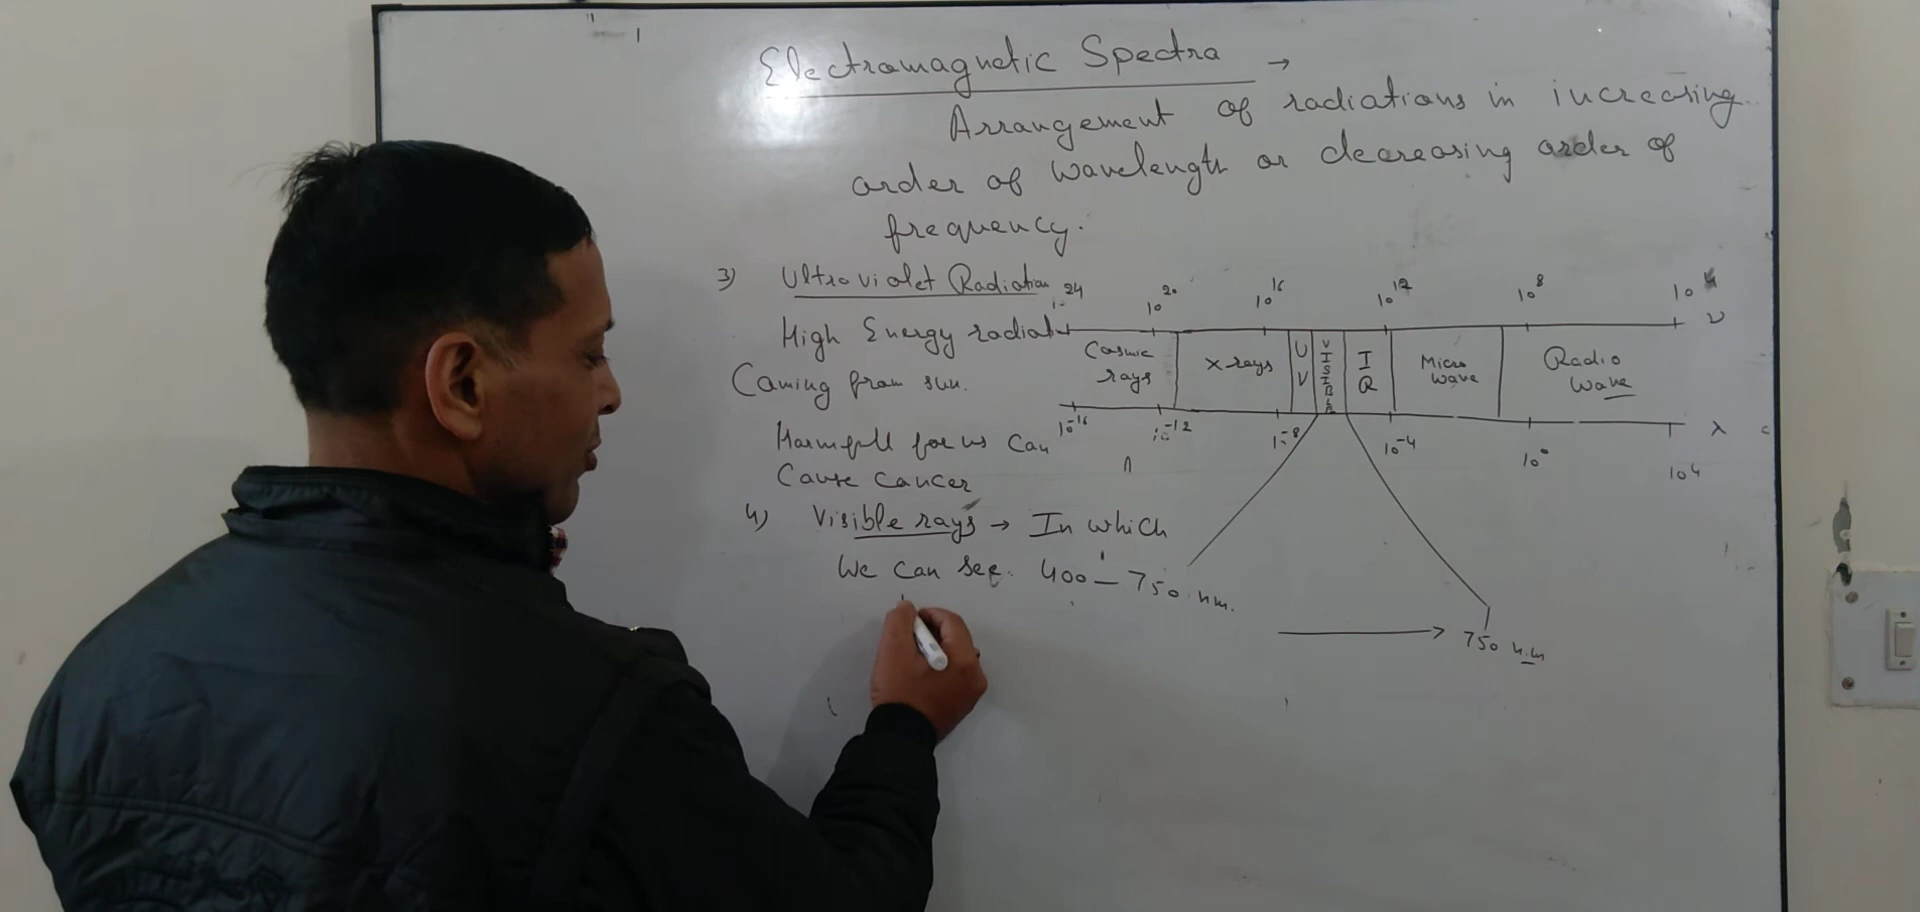 Electromagnetic Spectra →
Arrangement of radiations in increasing
order of wavelength or decreasing order of
frequency.
3) Ultraviolet Radiation
High Energy radiat
Coming from sun.
Harmfull for us Can
Cause cancer
4) Visible rays → In which
We can see. 400 – 750 nm.
10²⁴ 10²⁰ 10¹⁶ 10¹² 10⁸ 10⁴ ν
Cosmic rays
X-rays
UV
VISIBLE
IR
Micro wave
Radio wave
10⁻¹⁶ 10⁻¹² 10⁻⁸ 10⁻⁴ 10⁰ 10⁴ λ
→ 750 n.m